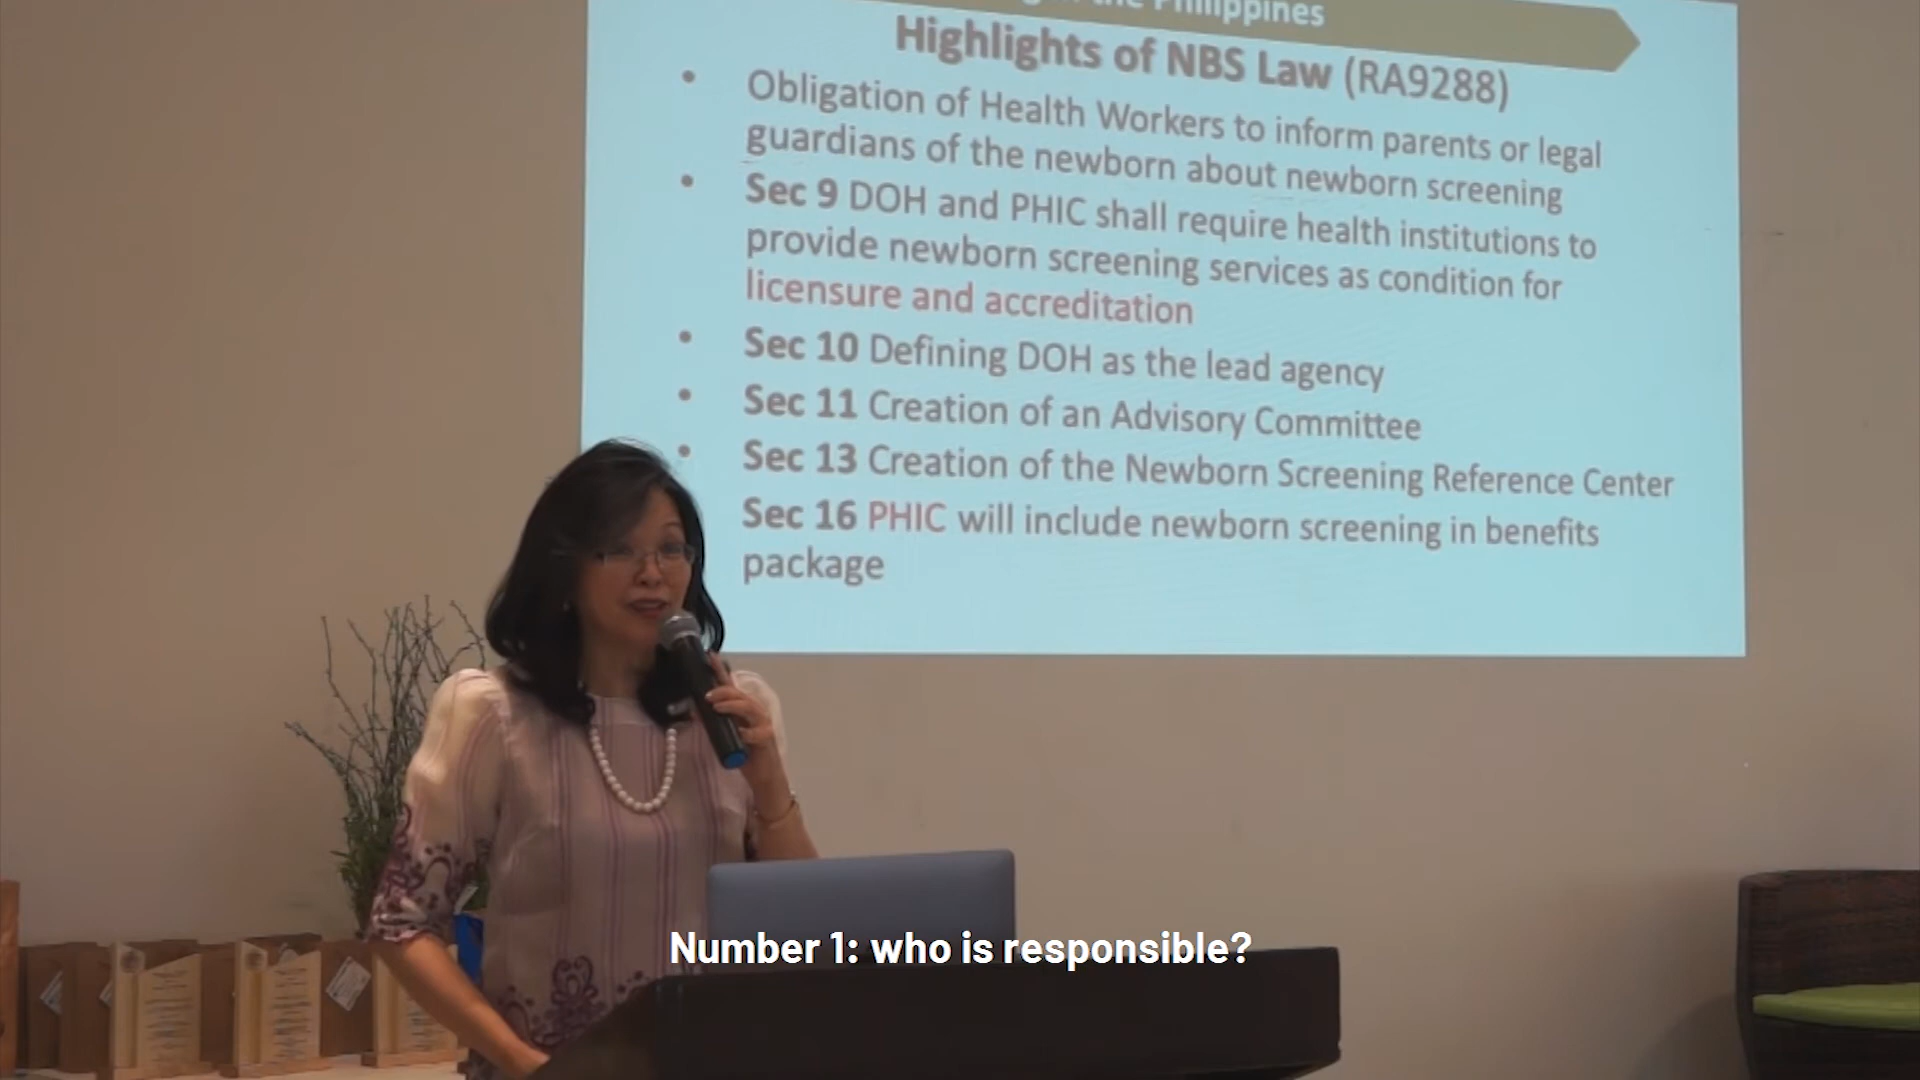 the Philippines
Highlights of NBS Law (RA9288)
• Obligation of Health Workers to inform parents or legal
guardians of the newborn about newborn screening
• Sec 9 DOH and PHIC shall require health institutions to
provide newborn screening services as condition for
licensure and accreditation
• Sec 10 Defining DOH as the lead agency
• Sec 11 Creation of an Advisory Committee
• Sec 13 Creation of the Newborn Screening Reference Center
Sec 16 PHIC will include newborn screening in benefits
package
Number 1: who is responsible?